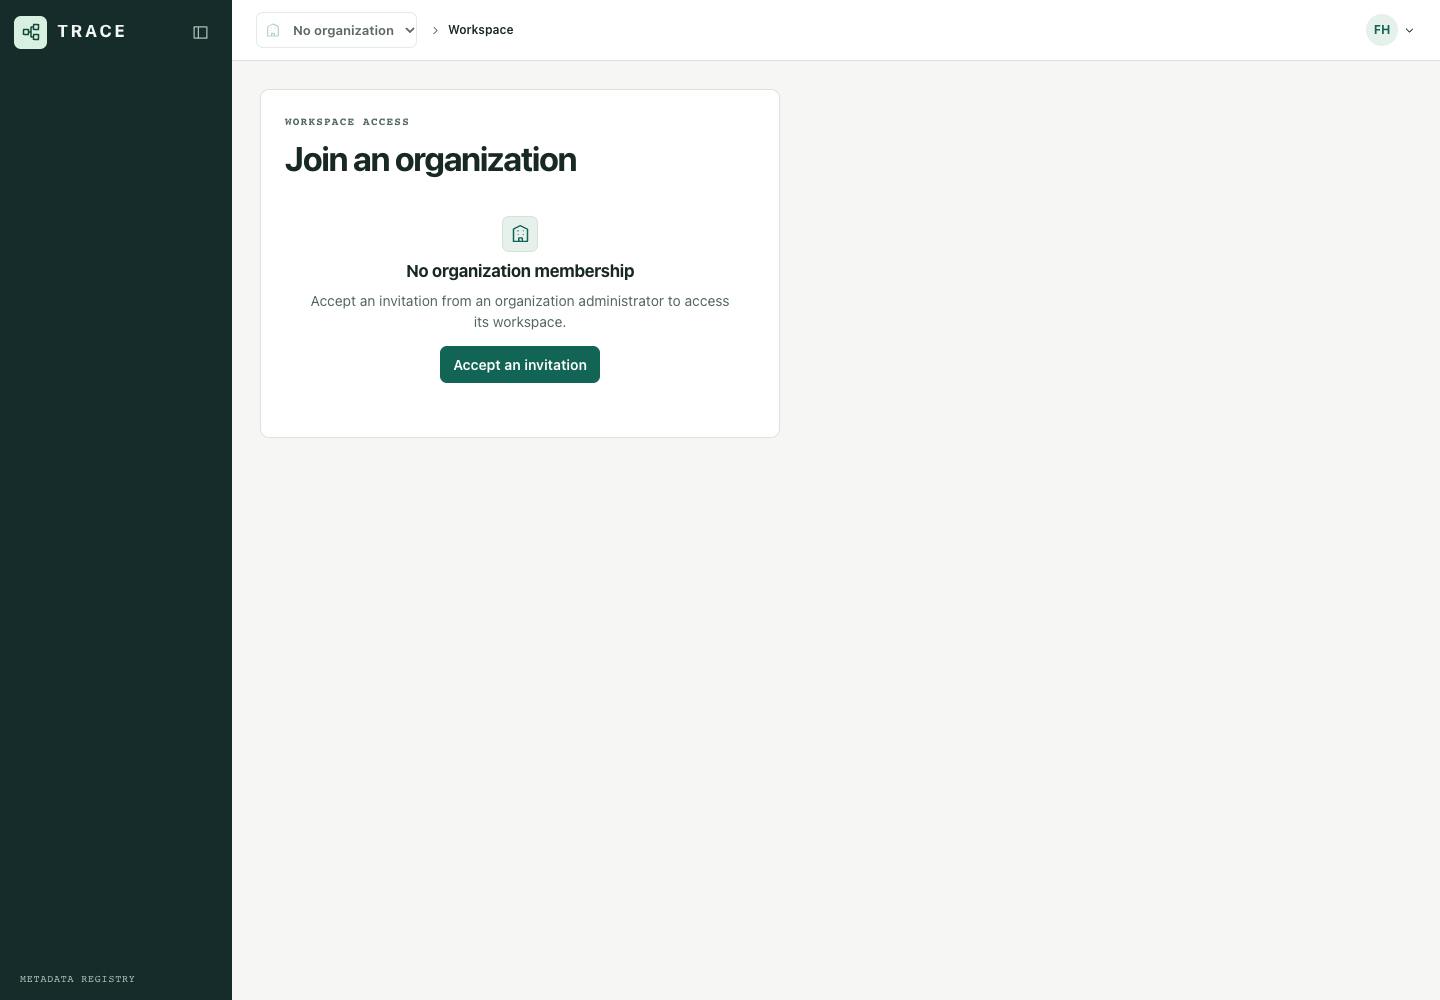 TRACE
No organization
Workspace
FH
WORKSPACE ACCESS
Join an organization
No organization membership
Accept an invitation from an organization administrator to access
its workspace.
Accept an invitation
METADATA REGISTRY